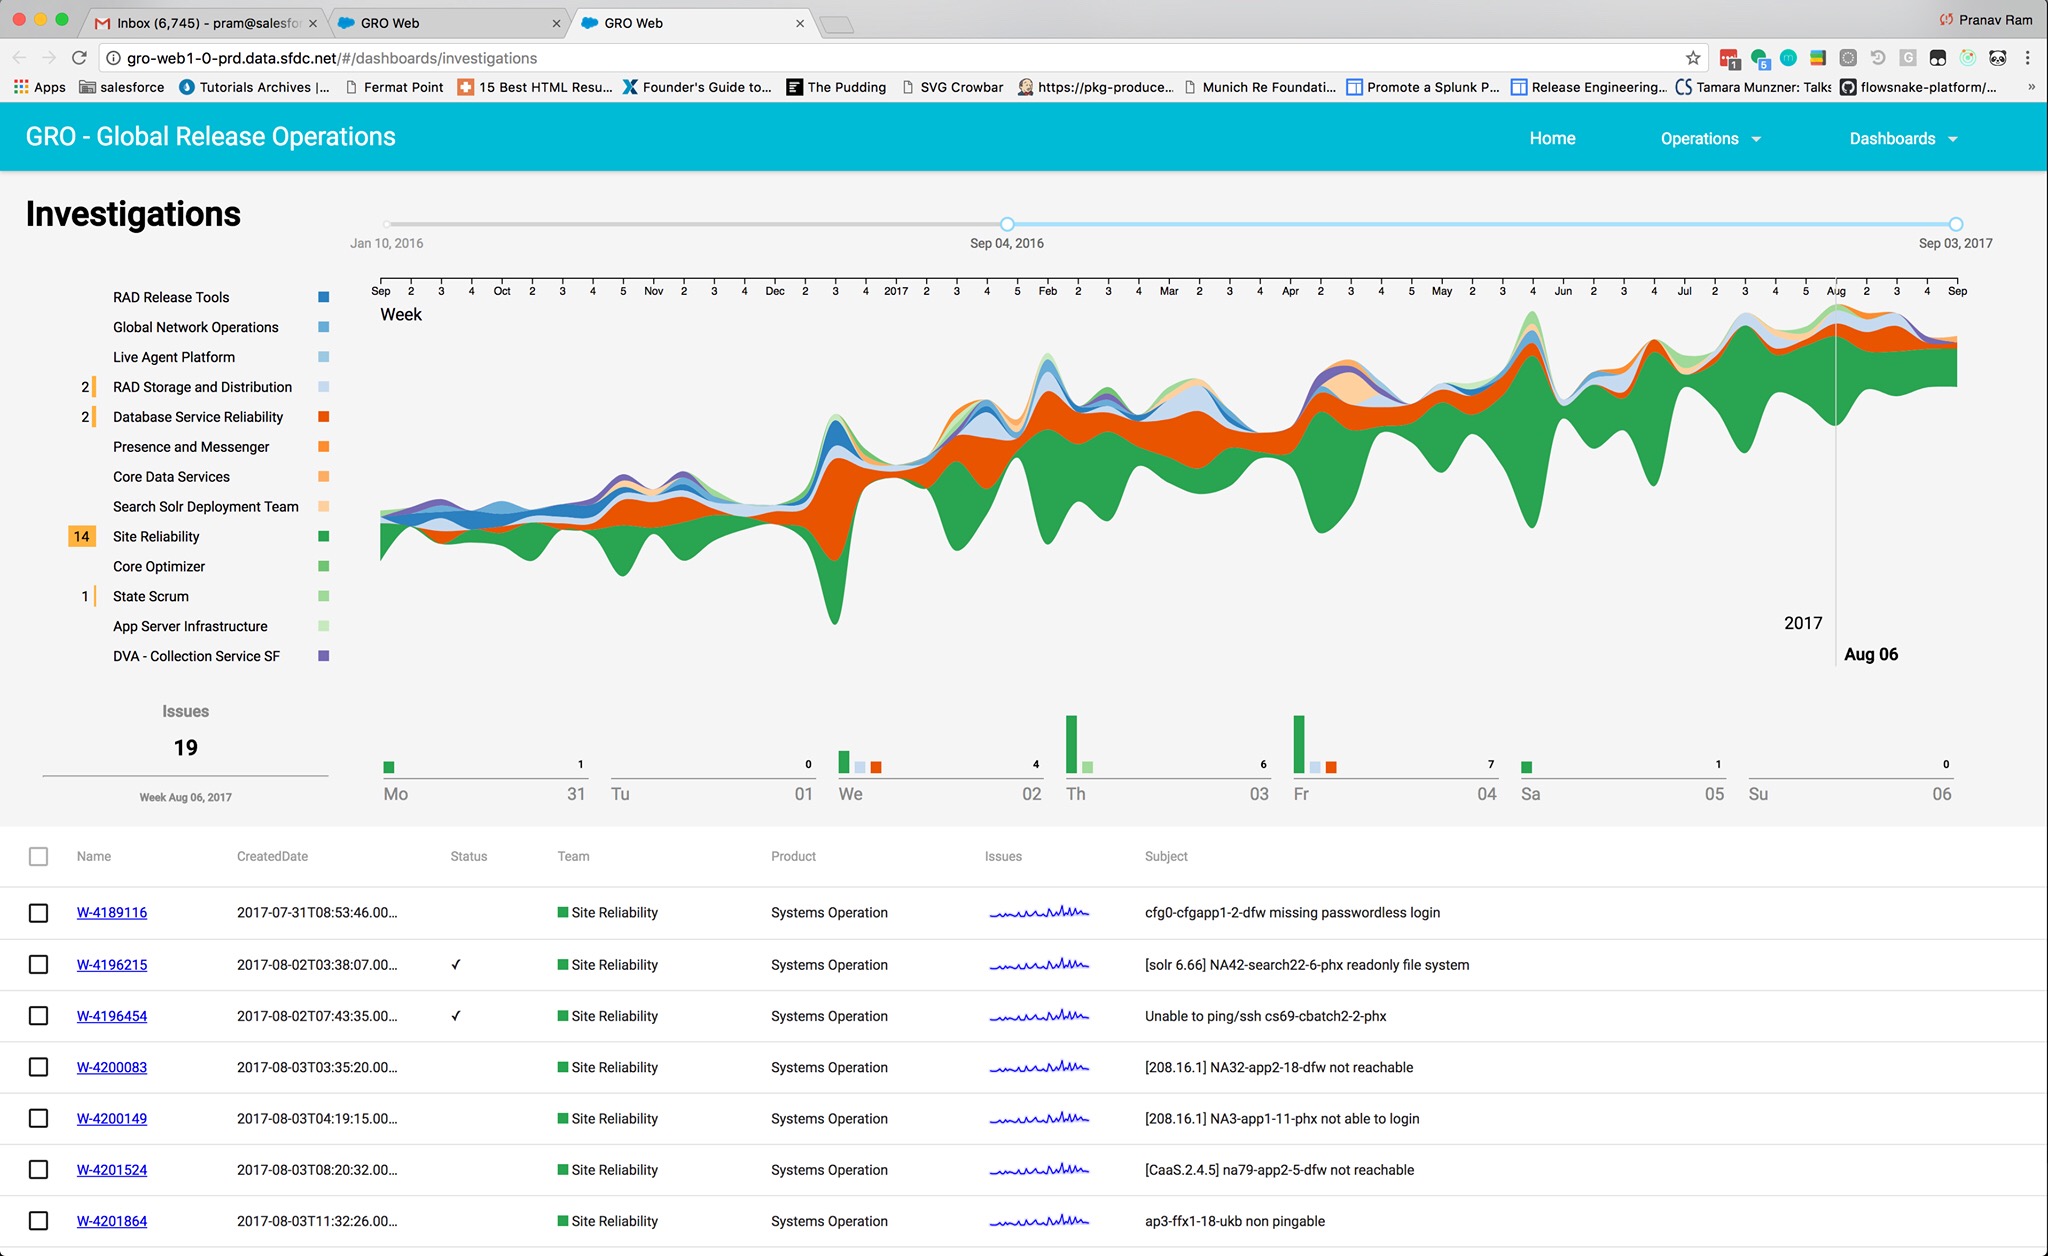 Inbox (6,745) - pram@salesfor
GRO Web
GRO Web
Pranav Ram
gro-web1-0-prd.data.sfdc.net/#/dashboards/investigations
1
5
Apps
salesforce
Tutorials Archives |...
Fermat Point
15 Best HTML Resu...
Founder's Guide to...
The Pudding
SVG Crowbar
https://pkg-produce...
Munich Re Foundati...
Promote a Splunk P...
Release Engineering...
Tamara Munzner: Talks
flowsnake-platform/...
»
GRO - Global Release Operations
Home
Operations
Dashboards
Investigations
Jan 10, 2016
Sep 04, 2016
Sep 03, 2017
Sep 2 3 4 Oct 2 3 4 5 Nov 2 3 4 Dec 2 3 4 2017 2 3 4 5 Feb 2 3 4 Mar 2 3 4 Apr 2 3 4 5 May 2 3 4 Jun 2 3 4 Jul 2 3 4 5 Aug 2 3 4 Sep
Week
RAD Release Tools
Global Network Operations
Live Agent Platform
2 RAD Storage and Distribution
2 Database Service Reliability
Presence and Messenger
Core Data Services
Search Solr Deployment Team
14 Site Reliability
Core Optimizer
1 State Scrum
App Server Infrastructure
DVA - Collection Service SF
2017
Aug 06
Issues
19
Week Aug 06, 2017
1 0 4 6 7 1 0
Mo 31 Tu 01 We 02 Th 03 Fr 04 Sa 05 Su 06
Name CreatedDate Status Team Product Issues Subject
W-4189116 2017-07-31T08:53:46.00... Site Reliability Systems Operation cfg0-cfgapp1-2-dfw missing passwordless login
W-4196215 2017-08-02T03:38:07.00... ✓ Site Reliability Systems Operation [solr 6.66] NA42-search22-6-phx readonly file system
W-4196454 2017-08-02T07:43:35.00... ✓ Site Reliability Systems Operation Unable to ping/ssh cs69-cbatch2-2-phx
W-4200083 2017-08-03T03:35:20.00... Site Reliability Systems Operation [208.16.1] NA32-app2-18-dfw not reachable
W-4200149 2017-08-03T04:19:15.00... Site Reliability Systems Operation [208.16.1] NA3-app1-11-phx not able to login
W-4201524 2017-08-03T08:20:32.00... Site Reliability Systems Operation [CaaS.2.4.5] na79-app2-5-dfw not reachable
W-4201864 2017-08-03T11:32:26.00... Site Reliability Systems Operation ap3-ffx1-18-ukb non pingable